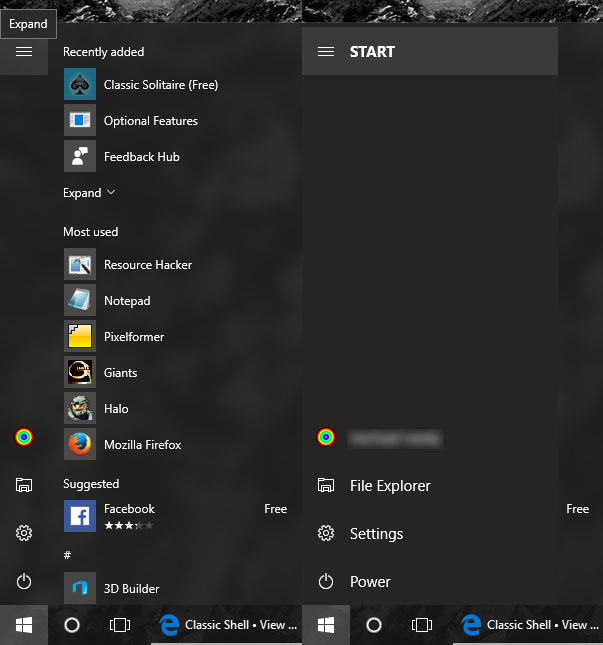 Expand
Recently added
Classic Solitaire (Free)
Optional Features
Feedback Hub
Expand
Most used
Resource Hacker
Notepad
Pixelformer
Giants
Halo
Mozilla Firefox
Suggested
Facebook Free
#
3D Builder
Classic Shell • View ...
START
File Explorer
Free
Settings
Power
Classic Shell • View ...